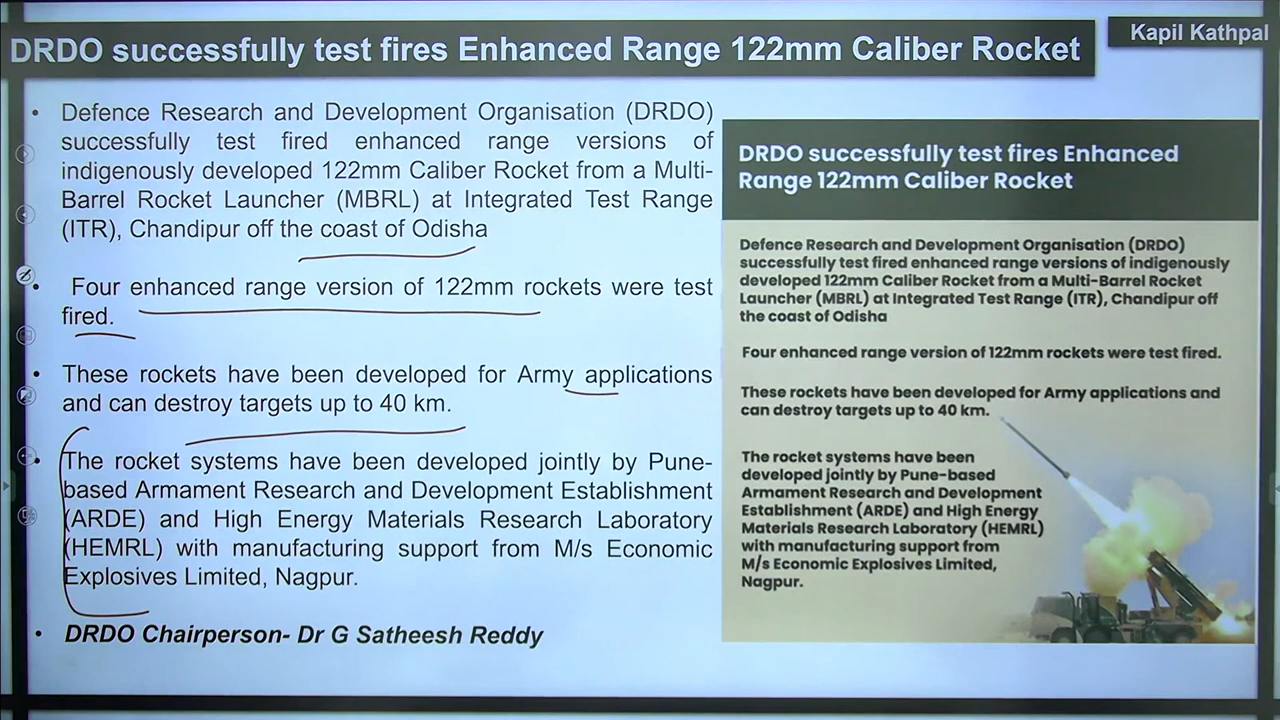 DRDO successfully test fires Enhanced Range 122mm Caliber Rocket
Kapil Kathpal
• Defence Research and Development Organisation (DRDO)
successfully test fired enhanced range versions of
indigenously developed 122mm Caliber Rocket from a Multi-
Barrel Rocket Launcher (MBRL) at Integrated Test Range
(ITR), Chandipur off the coast of Odisha
• Four enhanced range version of 122mm rockets were test
fired.
• These rockets have been developed for Army applications
and can destroy targets up to 40 km.
• The rocket systems have been developed jointly by Pune-
based Armament Research and Development Establishment
(ARDE) and High Energy Materials Research Laboratory
(HEMRL) with manufacturing support from M/s Economic
Explosives Limited, Nagpur.
• DRDO Chairperson- Dr G Satheesh Reddy
DRDO successfully test fires Enhanced
Range 122mm Caliber Rocket
Defence Research and Development Organisation (DRDO)
successfully test fired enhanced range versions of indigenously
developed 122mm Caliber Rocket from a Multi-Barrel Rocket
Launcher (MBRL) at Integrated Test Range (ITR), Chandipur off
the coast of Odisha
Four enhanced range version of 122mm rockets were test fired.
These rockets have been developed for Army applications and
can destroy targets up to 40 km.
The rocket systems have been
developed jointly by Pune-based
Armament Research and Development
Establishment (ARDE) and High Energy
Materials Research Laboratory (HEMRL)
with manufacturing support from
M/s Economic Explosives Limited,
Nagpur.